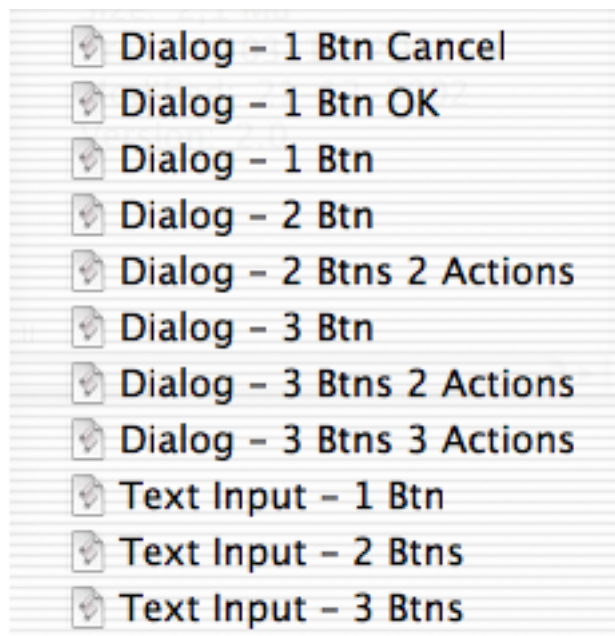 Dialog – 1 Btn Cancel
Dialog – 1 Btn OK
Dialog – 1 Btn
Dialog – 2 Btn
Dialog – 2 Btns 2 Actions
Dialog – 3 Btn
Dialog – 3 Btns 2 Actions
Dialog – 3 Btns 3 Actions
Text Input – 1 Btn
Text Input – 2 Btns
Text Input – 3 Btns